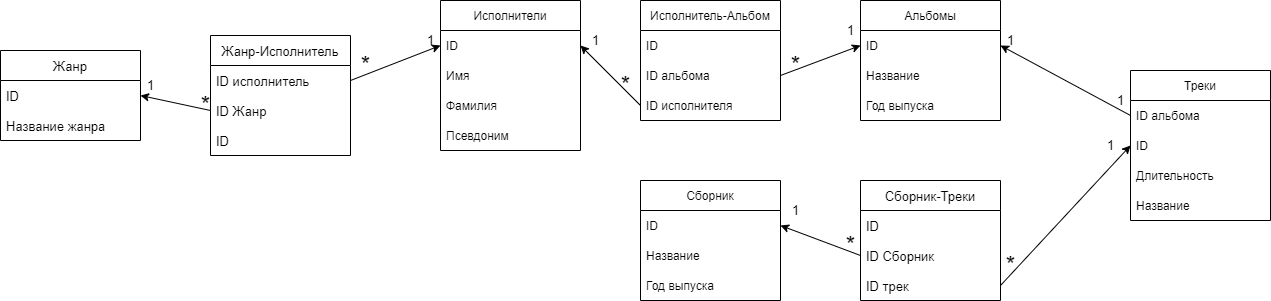 Жанр
ID
Название жанра
1
*
Жанр-Исполнитель
ID исполнитель
ID Жанр
ID
*
1
Исполнители
ID
Имя
Фамилия
Псевдоним
1
*
Исполнитель-Альбом
ID
ID альбома
ID исполнителя
*
1
Альбомы
ID
Название
Год выпуска
1
1
Треки
ID альбома
ID
Длительность
Название
1
*
Сборник
ID
Название
Год выпуска
1
*
Сборник-Треки
ID
ID Сборник
ID трек